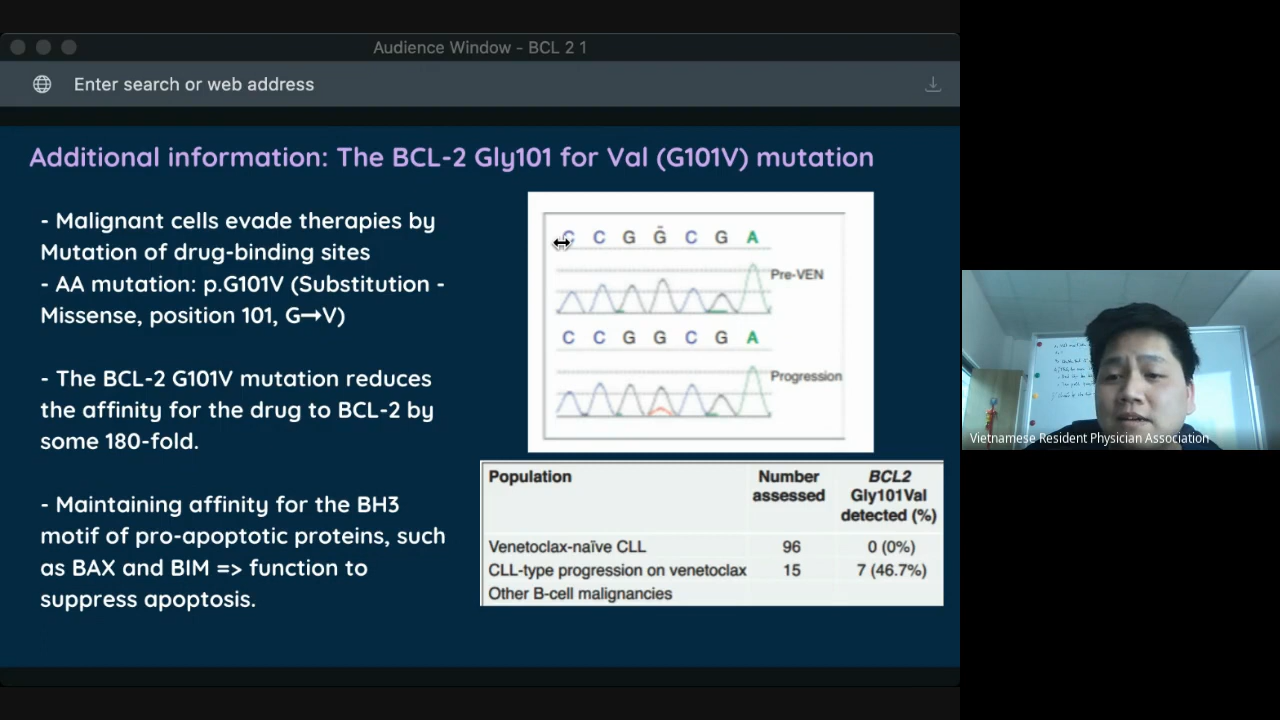 Audience Window - BCL 2 1
Enter search or web address
Additional information: The BCL-2 Gly101 for Val (G101V) mutation
- Malignant cells evade therapies by
Mutation of drug-binding sites
- AA mutation: p.G101V (Substitution -
Missense, position 101, G→V)
- The BCL-2 G101V mutation reduces
the affinity for the drug to BCL-2 by
some 180-fold.
- Maintaining affinity for the BH3
motif of pro-apoptotic proteins, such
as BAX and BIM => function to
suppress apoptosis.
C C G G C G A
Pre-VEN
C C G G C G A
Progression
Population Number assessed BCL2 Gly101Val detected (%)
Venetoclax-naïve CLL 96 0 (0%)
CLL-type progression on venetoclax 15 7 (46.7%)
Other B-cell malignancies
Vietnamese Resident Physician Association